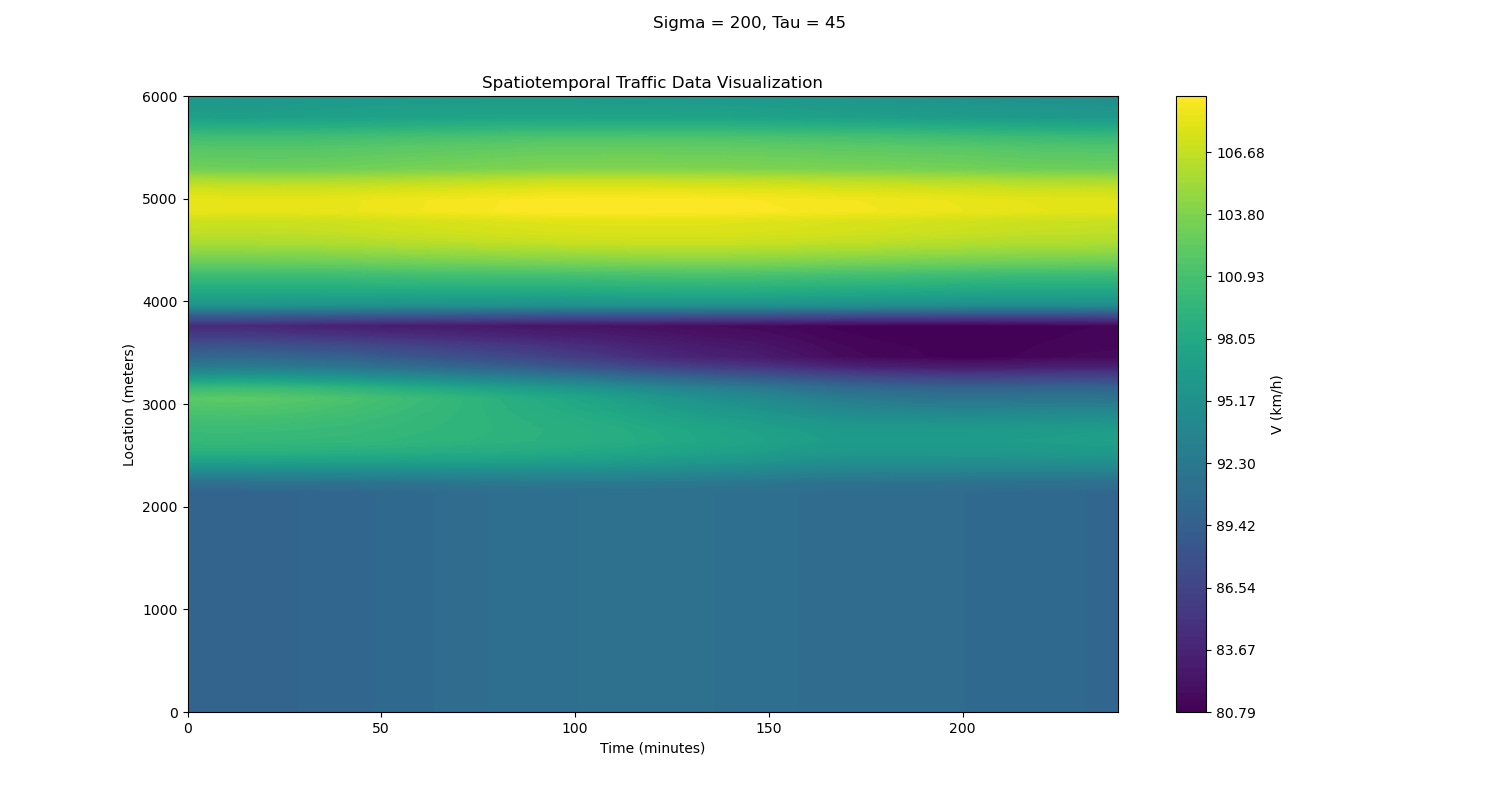 Sigma = 200, Tau = 45
Spatiotemporal Traffic Data Visualization
6000
5000
4000
3000
2000
1000
0
Location (meters)
0 50 100 150 200
Time (minutes)
106.68
103.80
100.93
98.05
95.17
92.30
89.42
86.54
83.67
80.79
V (km/h)